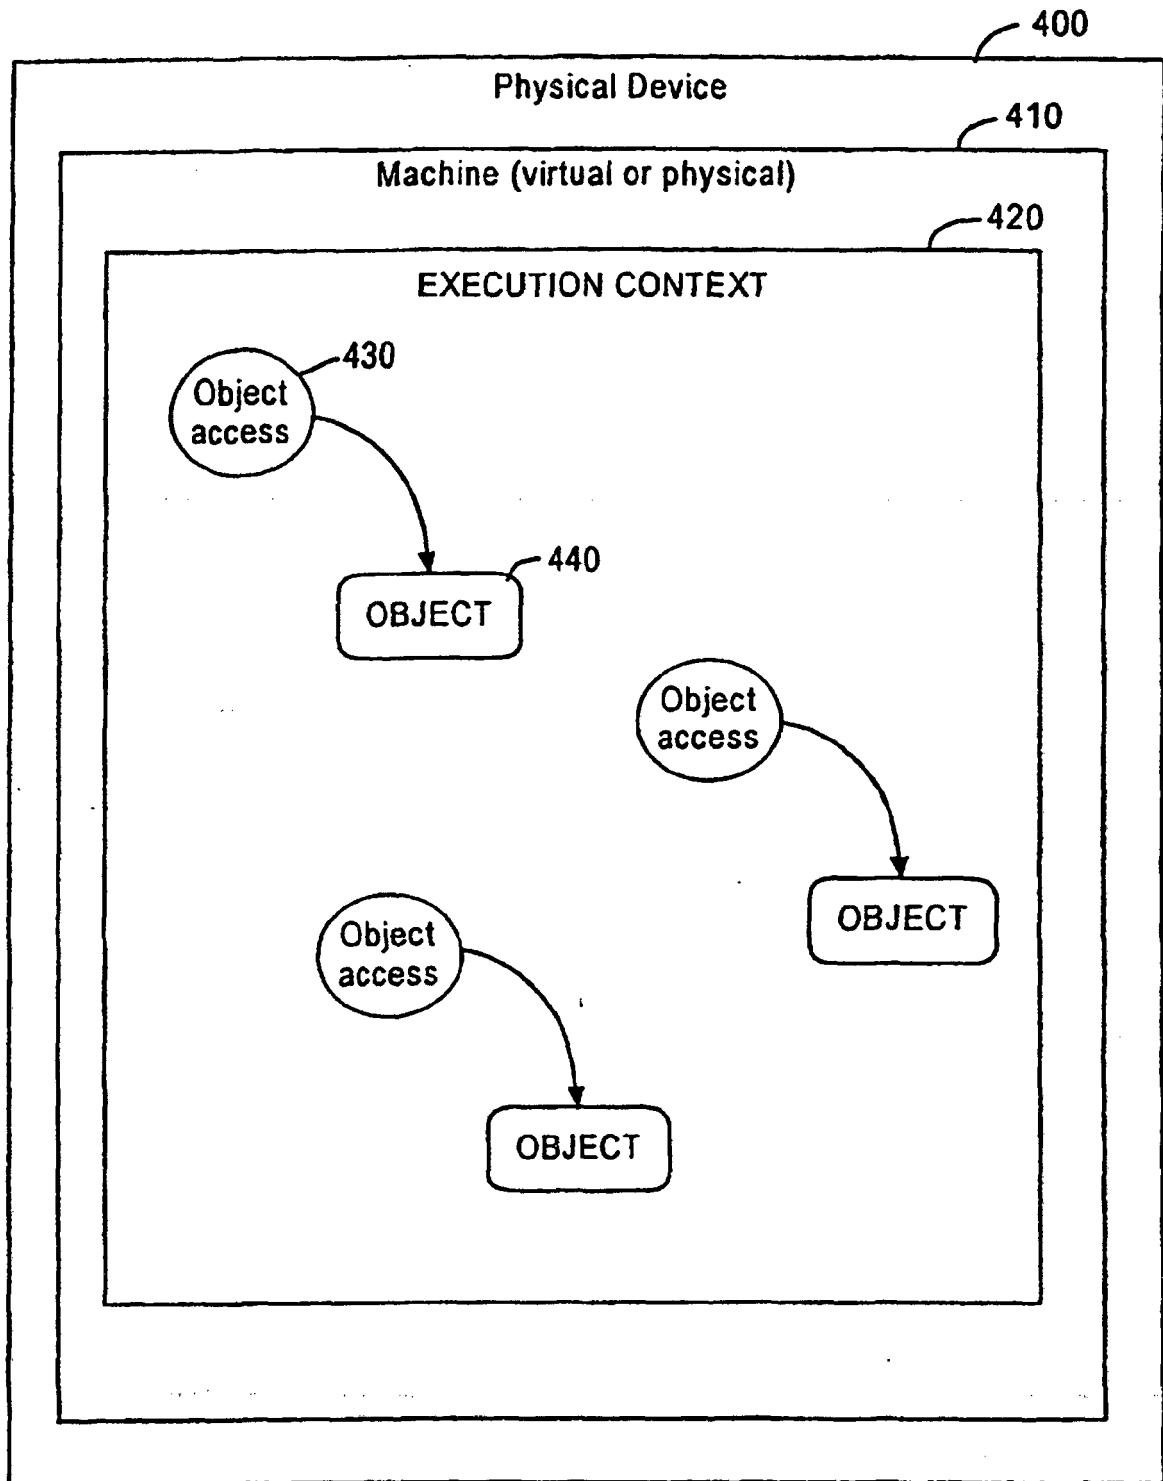 400
Physical Device
410
Machine (virtual or physical)
420
EXECUTION CONTEXT
430
Object
access
440
OBJECT
Object
access
OBJECT
Object
access
OBJECT